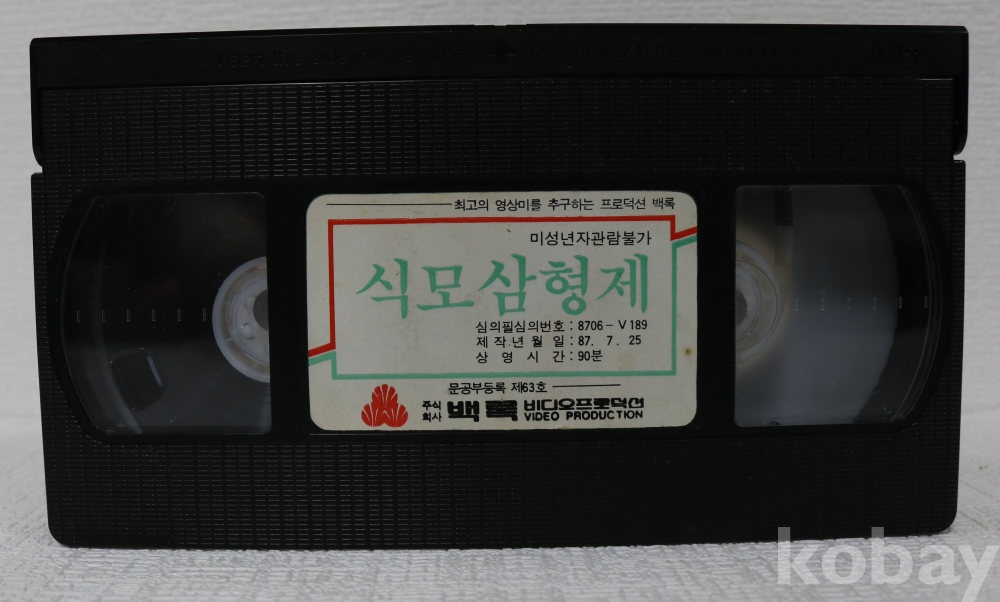 최고의 영상미를 추구하는 프로덕션 백록
미성년자관람불가
식모삼형제
심의필심의번호 : 8706-V189
제작년월일 : 87. 7. 25
상영시간 : 90분
문공부등록 제63호
주식회사 백록 비디오프로덕션
VIDEO PRODUCTION
kobay